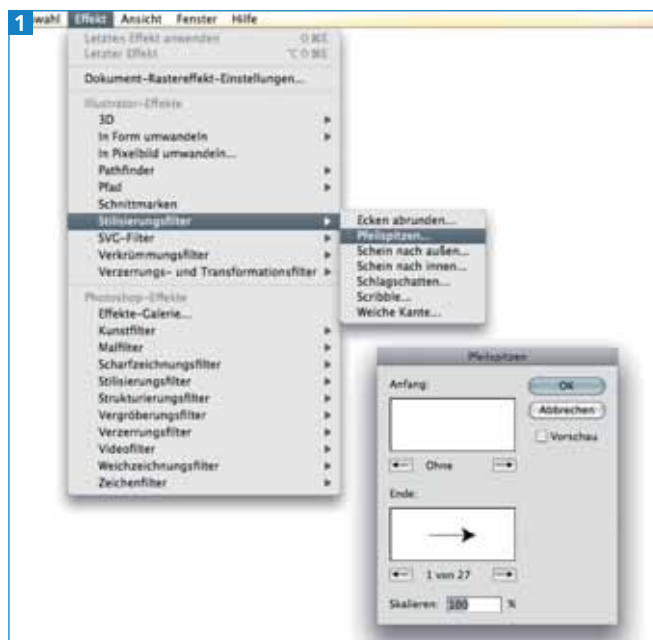 1
wahl Effekt Ansicht Fenster Hilfe
Letzten Effekt anwenden ⇧⌘E
Letzter Effekt ⌥⇧⌘E
Dokument-Rastereffekt-Einstellungen...
Illustrator-Effekte
3D
In Form umwandeln
In Pixelbild umwandeln...
Pathfinder
Pfad
Schnittmarken
Stilisierungsfilter
SVG-Filter
Verkrümmungsfilter
Verzerrungs- und Transformationsfilter
Photoshop-Effekte
Effekte-Galerie...
Kunstfilter
Malfilter
Scharfzeichnungsfilter
Stilisierungsfilter
Strukturierungsfilter
Vergröberungsfilter
Verzerrungsfilter
Videofilter
Weichzeichnungsfilter
Zeichenfilter
Ecken abrunden...
Pfeilspitzen...
Schein nach außen...
Schein nach innen...
Schlagschatten...
Scribble...
Weiche Kante...
Pfeilspitzen
Anfang:
Ohne
Ende:
1 von 27
Skalieren: 100 %
OK
Abbrechen
Vorschau